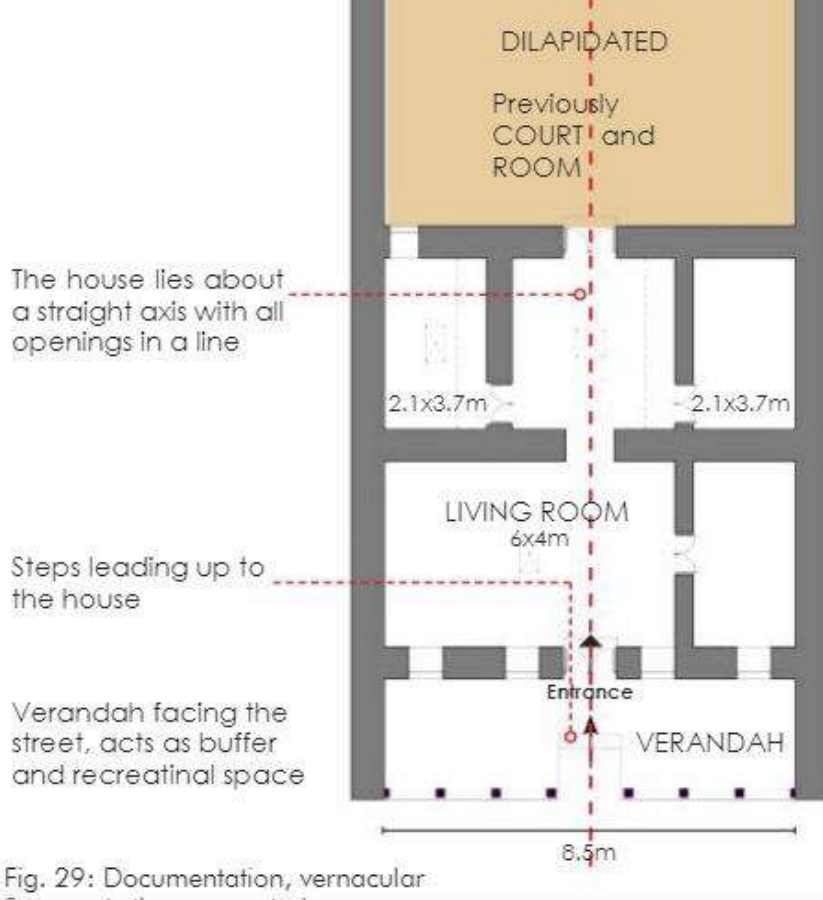 DILAPIDATED
Previously
COURT and
ROOM
The house lies about
a straight axis with all
openings in a line
2.1x3.7m
2.1x3.7m
LIVING ROOM
6x4m
Steps leading up to
the house
Entrance
Verandah facing the
street, acts as buffer
and recreatinal space
VERANDAH
8.5m
Fig. 29: Documentation, vernacular